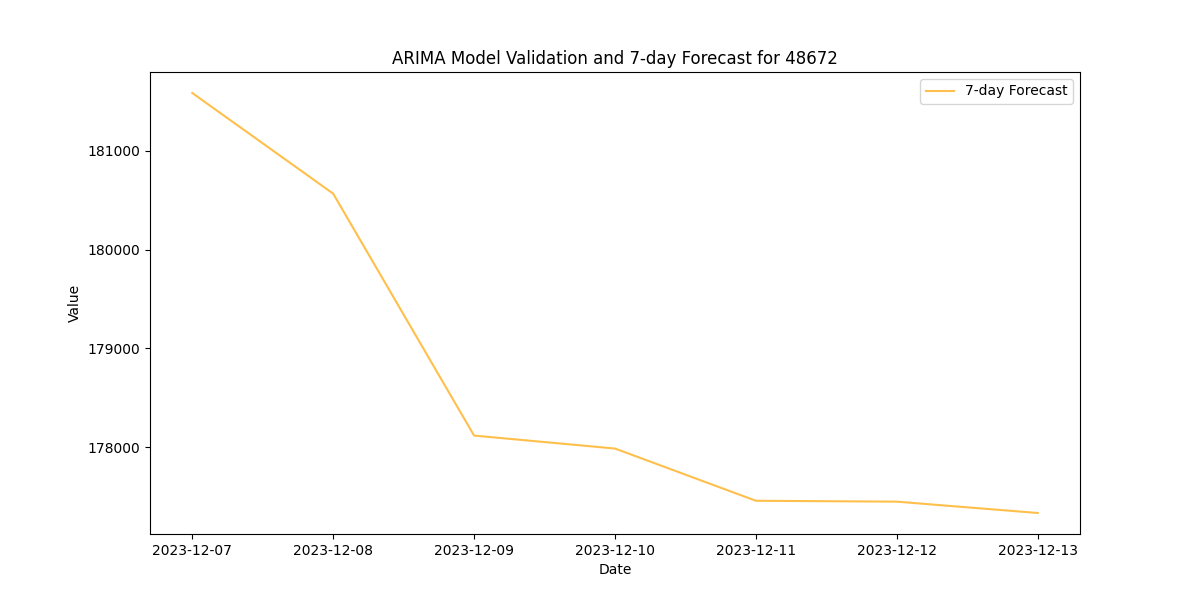 ARIMA Model Validation and 7-day Forecast for 48672
7-day Forecast
181000
180000
179000
178000
Value
2023-12-07 2023-12-08 2023-12-09 2023-12-10 2023-12-11 2023-12-12 2023-12-13
Date